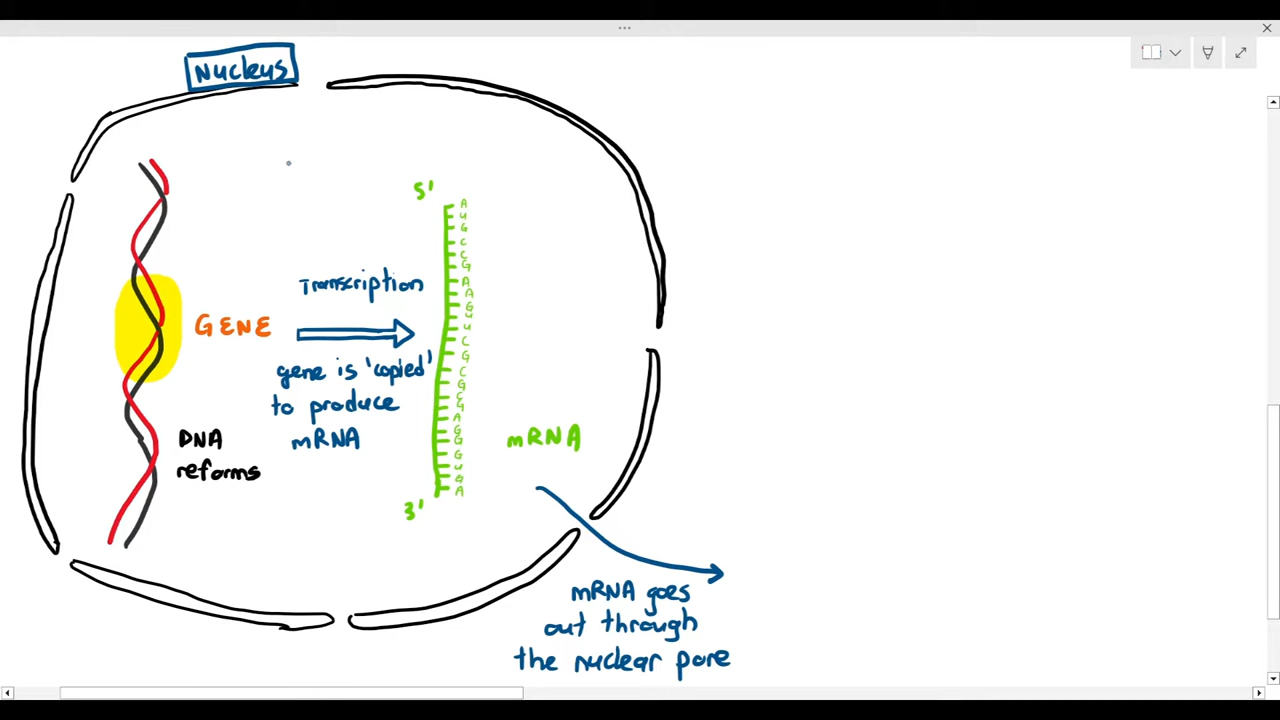 Nucleus
5'
A
U
G
C
C
G
A
A
G
U
U
C
G
C
G
C
G
A
G
G
U
G
A
3'
Transcription
GENE
gene is 'copied'
to produce
mRNA
DNA
reforms
mRNA
mRNA goes
out through
the nuclear pore